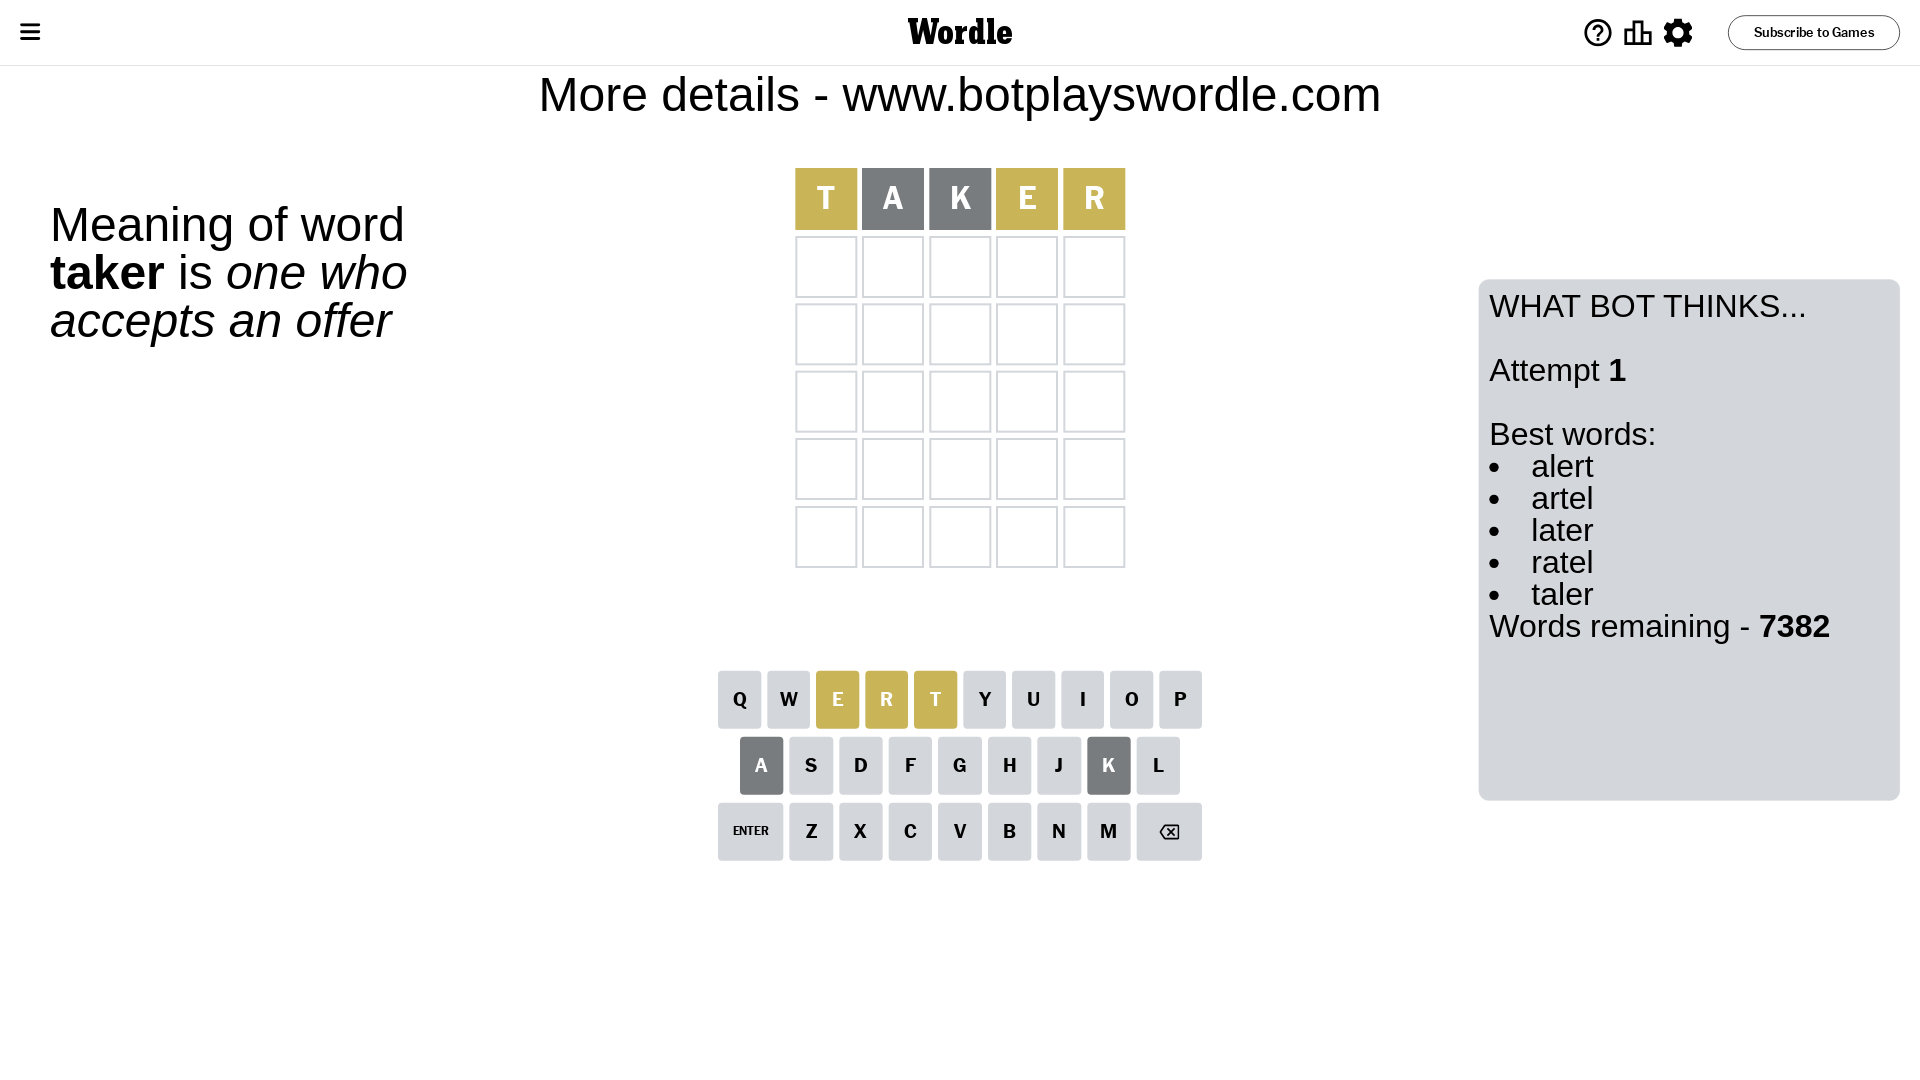 Wordle
Subscribe to Games
More details - www.botplayswordle.com
Meaning of word
taker is one who
accepts an offer
T A K E R
WHAT BOT THINKS...
Attempt 1
Best words:
• alert
• artel
• later
• ratel
• taler
Words remaining - 7382
Q W E R T Y U I O P
A S D F G H J K L
ENTER Z X C V B N M